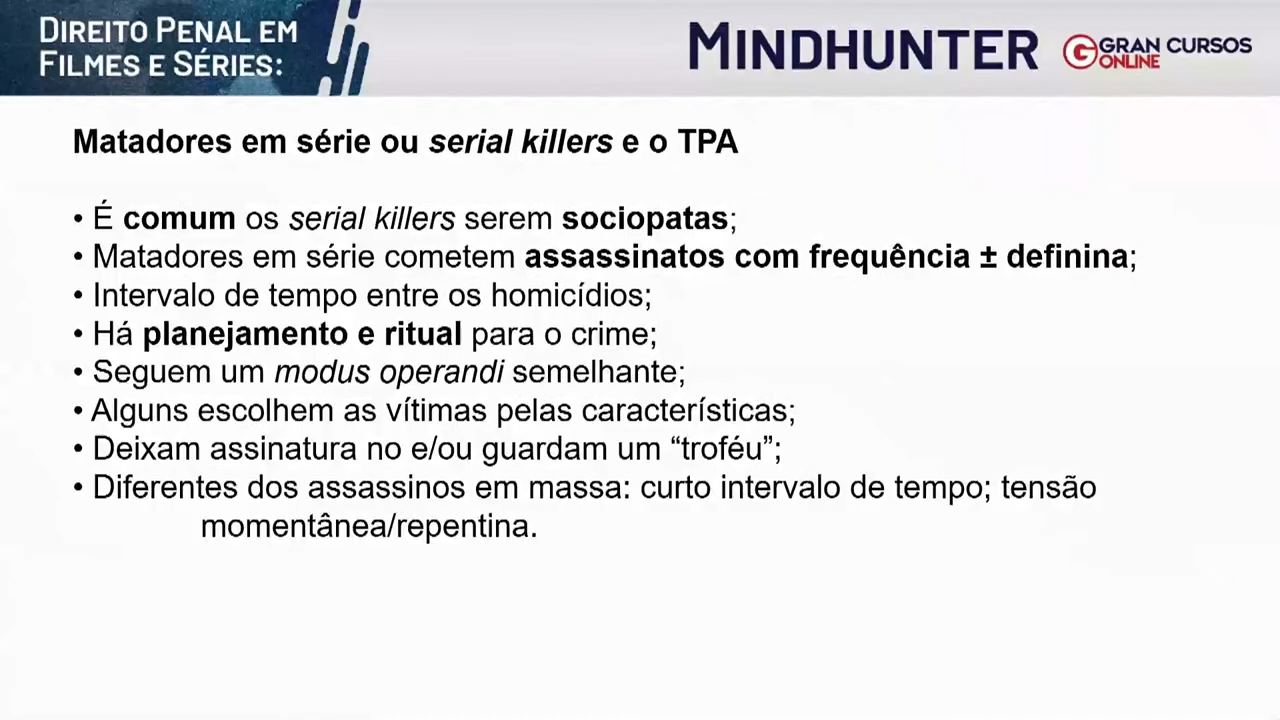 DIREITO PENAL EM
FILMES E SÉRIES:
MINDHUNTER
GRAN CURSOS
ONLINE
Matadores em série ou serial killers e o TPA
• É comum os serial killers serem sociopatas;
• Matadores em série cometem assassinatos com frequência ± definina;
• Intervalo de tempo entre os homicídios;
• Há planejamento e ritual para o crime;
• Seguem um modus operandi semelhante;
• Alguns escolhem as vítimas pelas características;
• Deixam assinatura no e/ou guardam um “troféu”;
• Diferentes dos assassinos em massa: curto intervalo de tempo; tensão
momentânea/repentina.